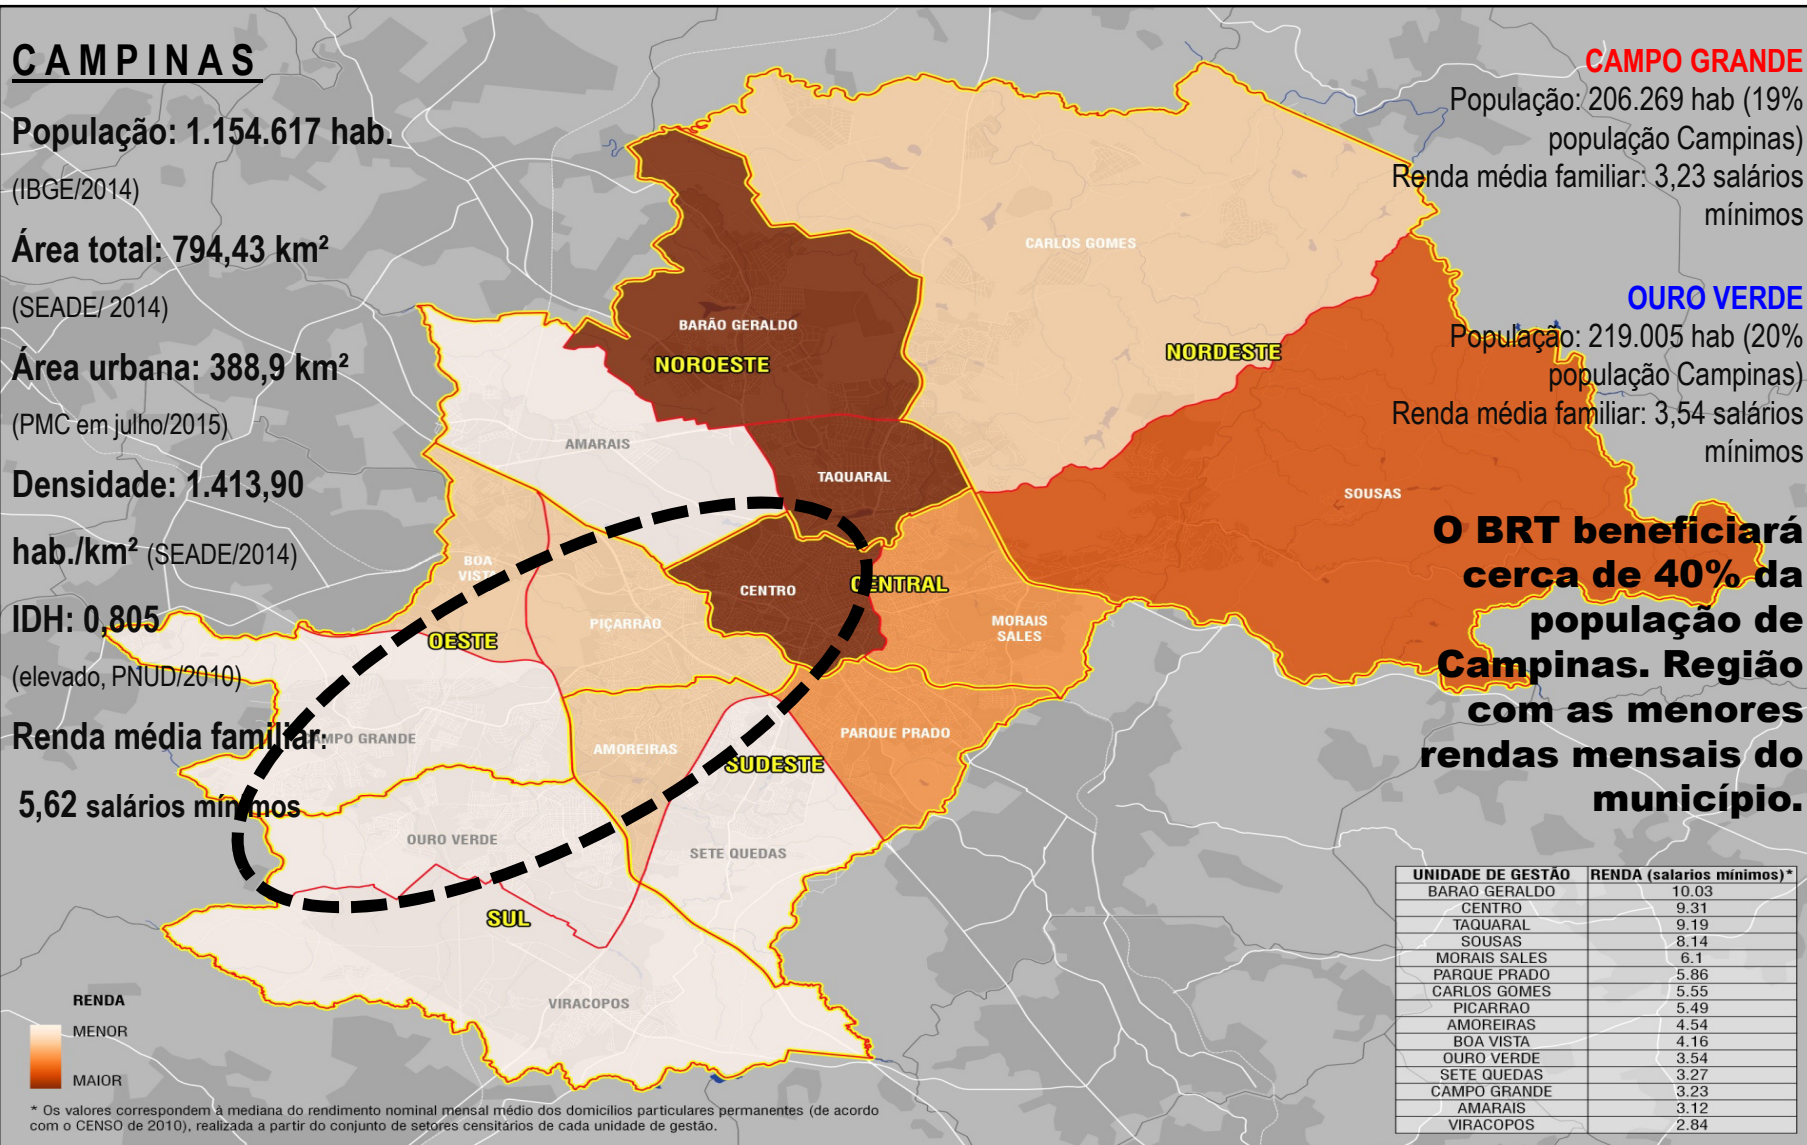 CAMPINAS
População: 1.154.617 hab.
(IBGE/2014)
Área total: 794,43 km²
(SEADE/ 2014)
Área urbana: 388,9 km²
(PMC em julho/2015)
Densidade: 1.413,90
hab./km² (SEADE/2014)
IDH: 0,805
(elevado, PNUD/2010)
Renda média familiar:
5,62 salários mínimos
CAMPO GRANDE
População: 206.269 hab (19%
população Campinas)
Renda média familiar: 3,23 salários
mínimos
OURO VERDE
População: 219.005 hab (20%
população Campinas)
Renda média familiar: 3,54 salários
mínimos
O BRT beneficiará
cerca de 40% da
população de
Campinas. Região
com as menores
rendas mensais do
município.
CARLOS GOMES
BARÃO GERALDO
NOROESTE
NORDESTE
AMARAIS
TAQUARAL
SOUSAS
BOA
VISTA
CENTRO
CENTRAL
PIÇARRÃO
MORAIS
SALES
OESTE
CAMPO GRANDE
AMOREIRAS
PARQUE PRADO
SUDESTE
OURO VERDE
SETE QUEDAS
SUL
VIRACOPOS
RENDA
MENOR
MAIOR
UNIDADE DE GESTÃO RENDA (salarios mínimos)*
BARAO GERALDO 10.03
CENTRO 9.31
TAQUARAL 9.19
SOUSAS 8.14
MORAIS SALES 6.1
PARQUE PRADO 5.86
CARLOS GOMES 5.55
PICARRAO 5.49
AMOREIRAS 4.54
BOA VISTA 4.16
OURO VERDE 3.54
SETE QUEDAS 3.27
CAMPO GRANDE 3.23
AMARAIS 3.12
VIRACOPOS 2.84
* Os valores correspondem à mediana do rendimento nominal mensal médio dos domicílios particulares permanentes (de acordo
com o CENSO de 2010), realizada a partir do conjunto de setores censitários de cada unidade de gestão.